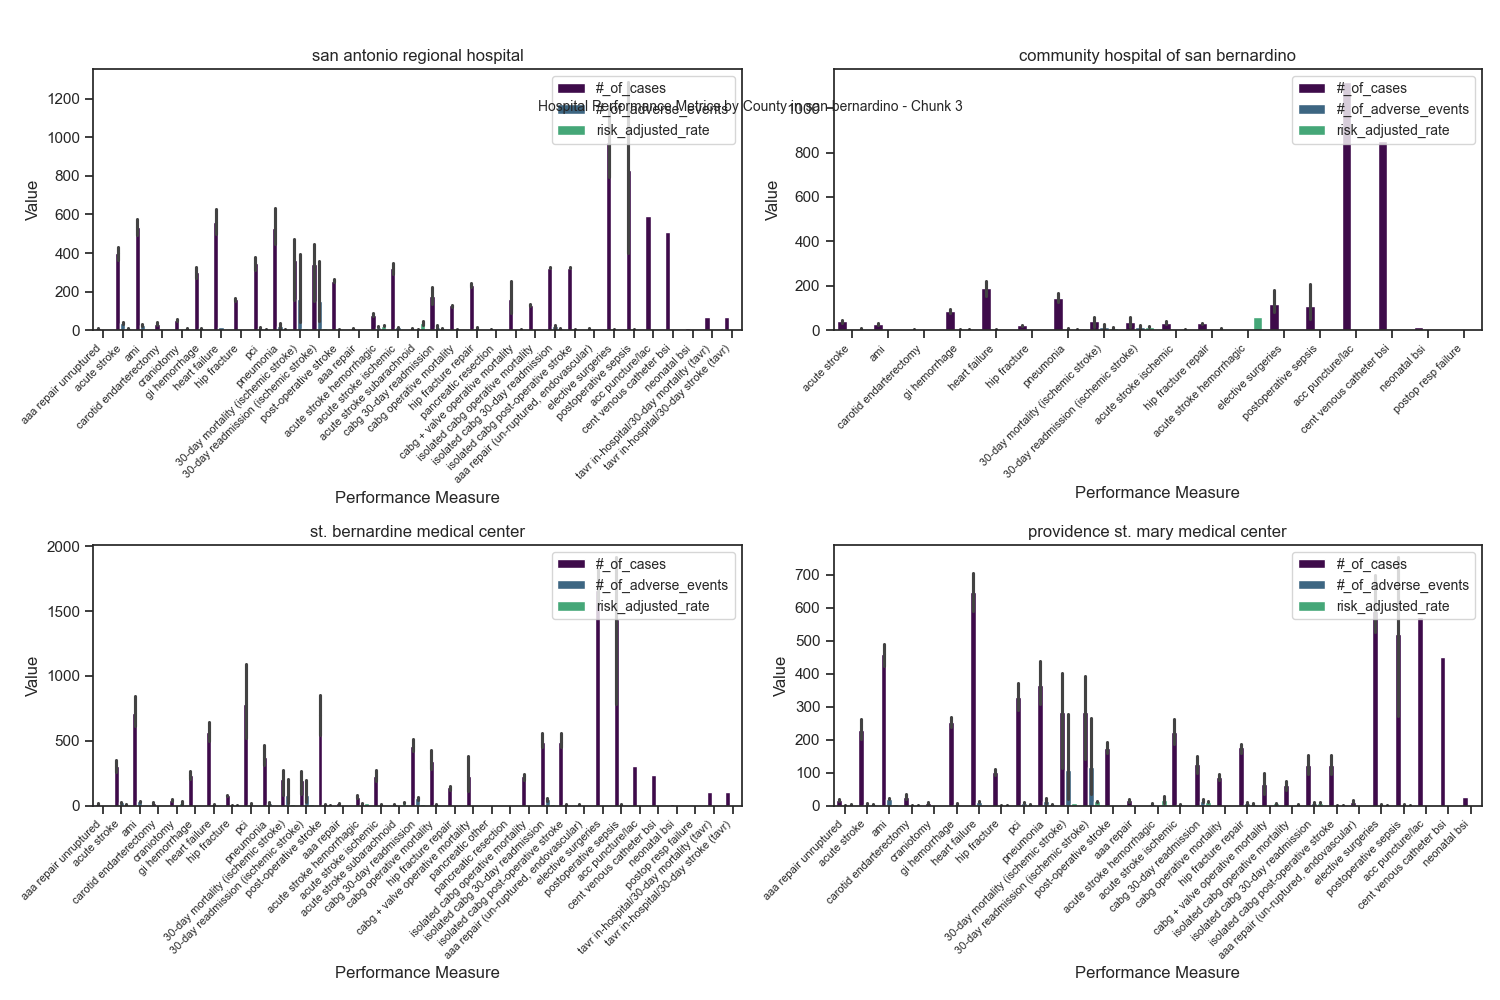 san antonio regional hospital
Value
1200
1000
800
600
400
200
0
#_of_cases
#_of_adverse_events
risk_adjusted_rate
aaa repair unruptured
acute stroke
ami
carotid endarterectomy
craniotomy
gi hemorrhage
heart failure
hip fracture
pci
pneumonia
30-day mortality (ischemic stroke)
30-day readmission (ischemic stroke)
post-operative stroke
aaa repair
acute stroke hemorrhagic
acute stroke ischemic
acute stroke subarachnoid
cabg 30-day readmission
cabg operative mortality
hip fracture repair
pancreatic resection
cabg + valve operative mortality
isolated cabg operative mortality
isolated cabg 30-day readmission
isolated cabg post-operative stroke
aaa repair (un-ruptured, endovascular)
elective surgeries
postoperative sepsis
acc puncture/lac
cent venous catheter bsi
neonatal bsi
tavr in-hospital/30-day mortality (tavr)
tavr in-hospital/30-day stroke (tavr)
Performance Measure
Hospital Performance Metrics by County in san bernardino - Chunk 3
community hospital of san bernardino
Value
1000
800
600
400
200
0
#_of_cases
#_of_adverse_events
risk_adjusted_rate
acute stroke
ami
carotid endarterectomy
gi hemorrhage
heart failure
hip fracture
pneumonia
30-day mortality (ischemic stroke)
30-day readmission (ischemic stroke)
acute stroke ischemic
hip fracture repair
acute stroke hemorrhagic
elective surgeries
postoperative sepsis
acc puncture/lac
cent venous catheter bsi
neonatal bsi
postop resp failure
Performance Measure
st. bernardine medical center
Value
2000
1500
1000
500
0
#_of_cases
#_of_adverse_events
risk_adjusted_rate
aaa repair unruptured
acute stroke
ami
carotid endarterectomy
craniotomy
gi hemorrhage
heart failure
hip fracture
pci
pneumonia
30-day mortality (ischemic stroke)
30-day readmission (ischemic stroke)
post-operative stroke
aaa repair
acute stroke hemorrhagic
acute stroke ischemic
acute stroke subarachnoid
cabg 30-day readmission
cabg operative mortality
hip fracture repair
cabg + valve operative mortality
pancreatic other
pancreatic resection
isolated cabg operative mortality
isolated cabg 30-day readmission
isolated cabg post-operative stroke
aaa repair (un-ruptured, endovascular)
elective surgeries
postoperative sepsis
acc puncture/lac
cent venous catheter bsi
neonatal bsi
postop resp failure
tavr in-hospital/30-day mortality (tavr)
tavr in-hospital/30-day stroke (tavr)
Performance Measure
providence st. mary medical center
Value
700
600
500
400
300
200
100
0
#_of_cases
#_of_adverse_events
risk_adjusted_rate
aaa repair unruptured
acute stroke
ami
carotid endarterectomy
craniotomy
gi hemorrhage
heart failure
hip fracture
pci
pneumonia
30-day mortality (ischemic stroke)
30-day readmission (ischemic stroke)
post-operative stroke
aaa repair
acute stroke hemorrhagic
acute stroke ischemic
cabg 30-day readmission
cabg operative mortality
hip fracture repair
cabg + valve operative mortality
isolated cabg operative mortality
isolated cabg 30-day readmission
isolated cabg post-operative stroke
aaa repair (un-ruptured, endovascular)
elective surgeries
postoperative sepsis
acc puncture/lac
cent venous catheter bsi
neonatal bsi
Performance Measure